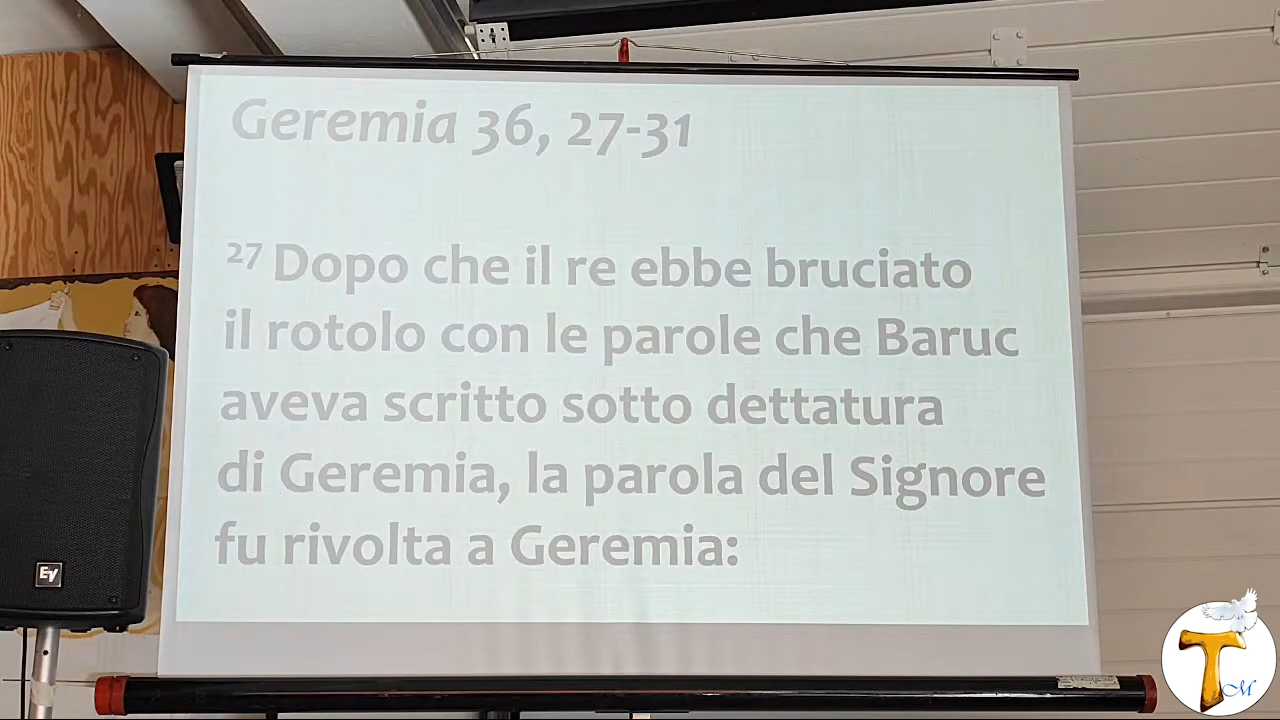 Geremia 36, 27-31
27 Dopo che il re ebbe bruciato
il rotolo con le parole che Baruc
aveva scritto sotto dettatura
di Geremia, la parola del Signore
fu rivolta a Geremia:
EV
T M